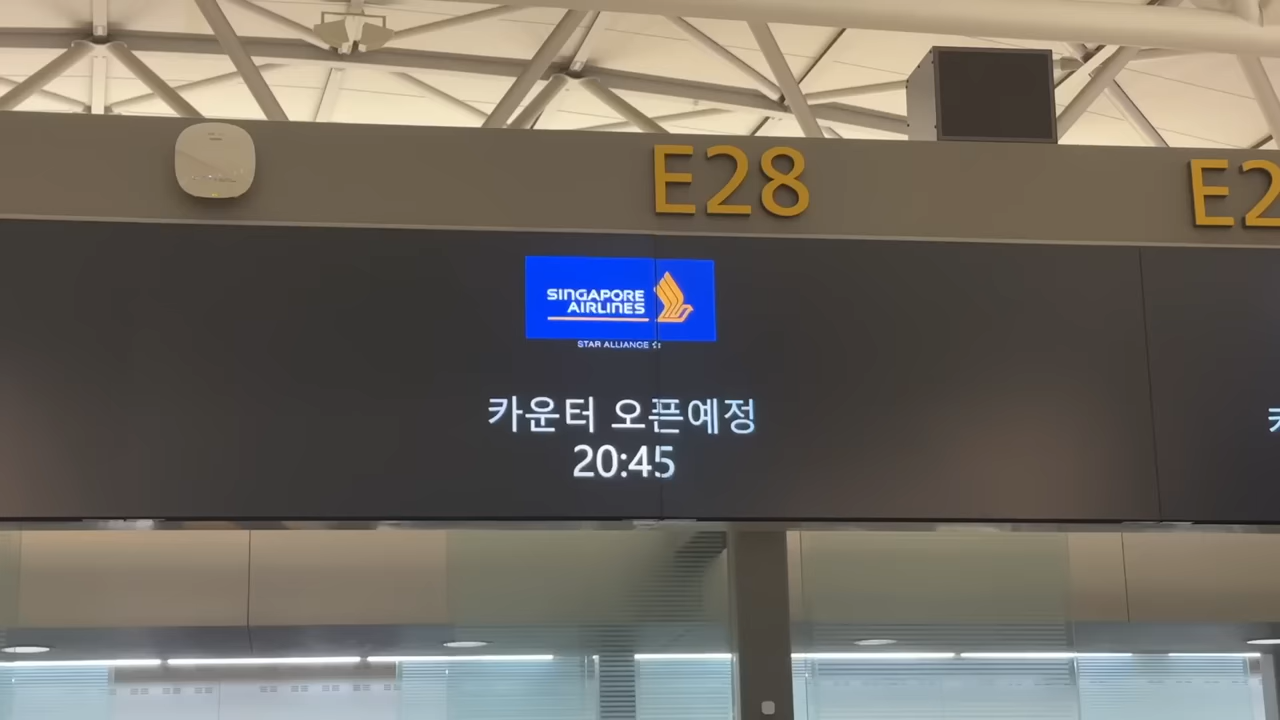 E28
E2
SINGAPORE
AIRLINES
STAR ALLIANCE
카운터 오픈예정
20:45